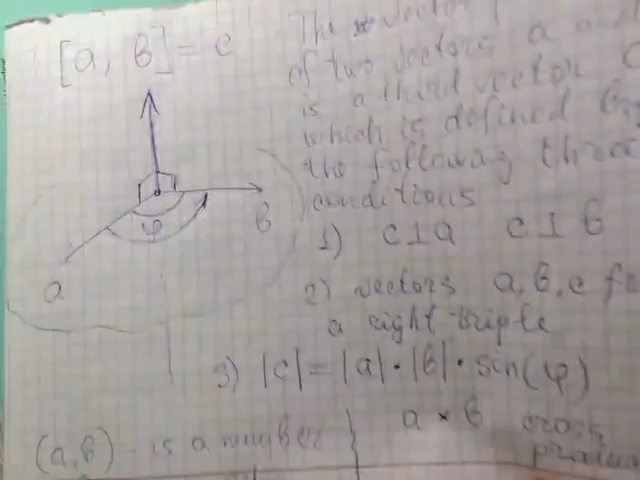 [a, b] = c
The vector
of two vectors a and
is a third vector c
which is defined by
the following three
conditions
φ
b
a
1) c⊥a c⊥b
2) vectors a, b, c
a right triple
3) |c| = |a|·|b|·sin(φ)
(a,b) - is a number
a × b cross